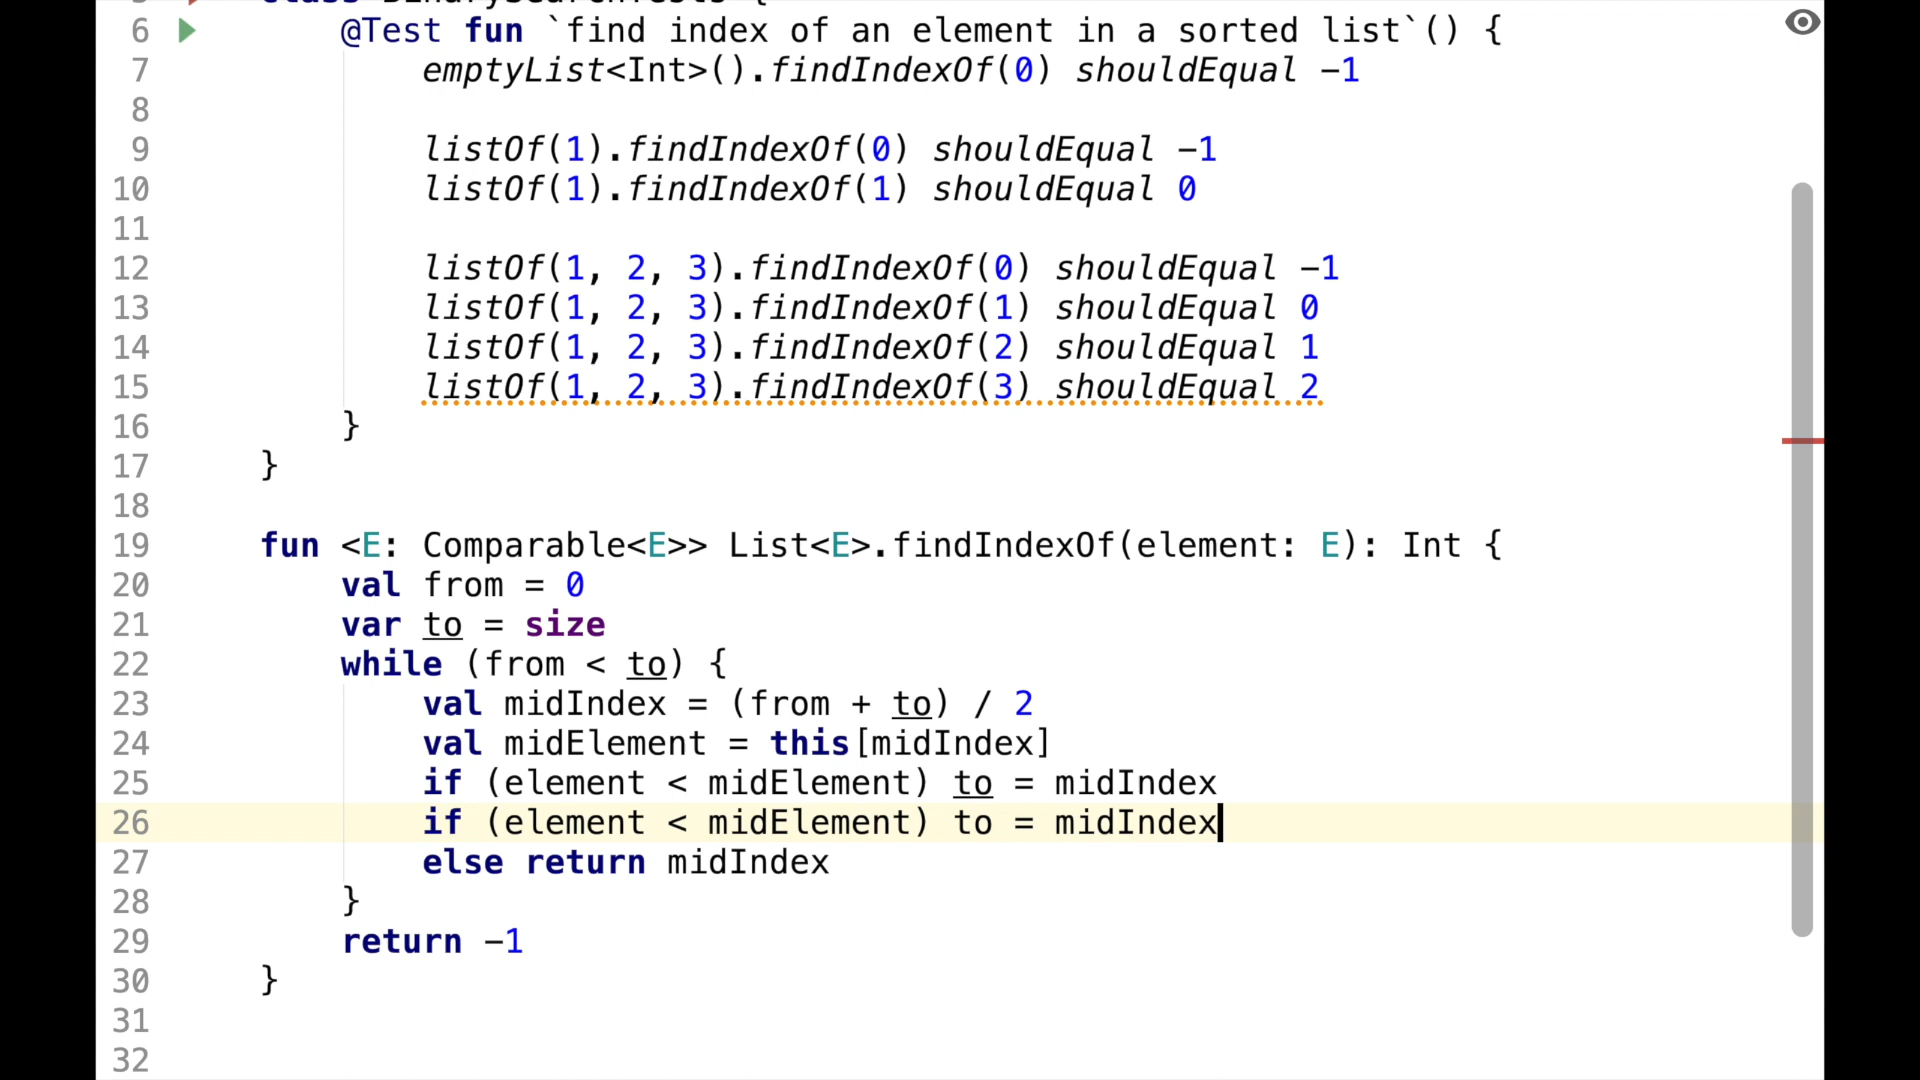 6 @Test fun `find index of an element in a sorted list`() {
7 emptyList<Int>().findIndexOf(0) shouldEqual -1
8
9 listOf(1).findIndexOf(0) shouldEqual -1
10 listOf(1).findIndexOf(1) shouldEqual 0
11
12 listOf(1, 2, 3).findIndexOf(0) shouldEqual -1
13 listOf(1, 2, 3).findIndexOf(1) shouldEqual 0
14 listOf(1, 2, 3).findIndexOf(2) shouldEqual 1
15 listOf(1, 2, 3).findIndexOf(3) shouldEqual 2
16 }
17 }
18
19 fun <E: Comparable<E>> List<E>.findIndexOf(element: E): Int {
20 val from = 0
21 var to = size
22 while (from < to) {
23 val midIndex = (from + to) / 2
24 val midElement = this[midIndex]
25 if (element < midElement) to = midIndex
26 if (element < midElement) to = midIndex
27 else return midIndex
28 }
29 return -1
30 }
31
32